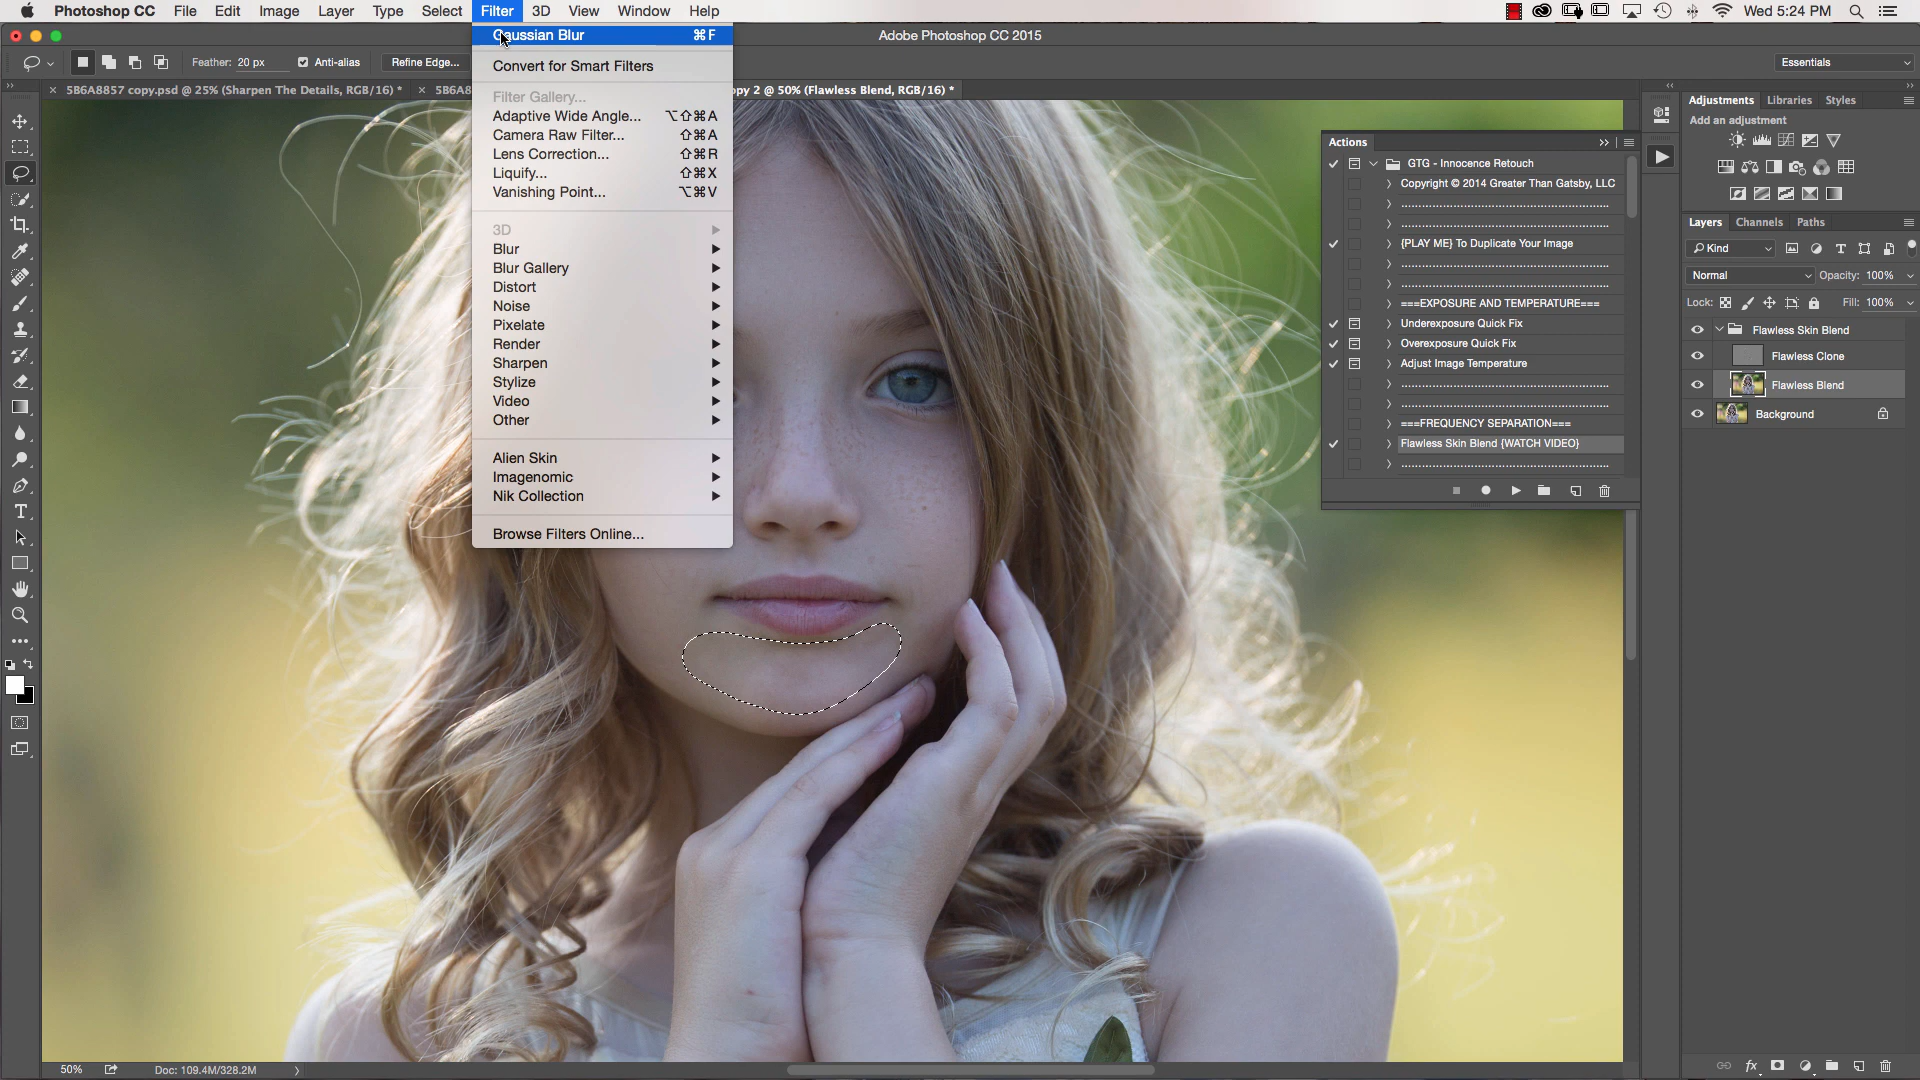 Photoshop CC File Edit Image Layer Type Select Filter 3D View Window Help Wed 5:24 PM
Adobe Photoshop CC 2015
Feather: 20 px Anti-alias Refine Edge... Essentials
5B6A8857 copy.psd @ 25% (Sharpen The Details, RGB/16) * 5B6A8 opy 2 @ 50% (Flawless Blend, RGB/16) *
Gaussian Blur ⌘F
Convert for Smart Filters
Filter Gallery...
Adaptive Wide Angle... ⌥⇧⌘A
Camera Raw Filter... ⇧⌘A
Lens Correction... ⇧⌘R
Liquify... ⇧⌘X
Vanishing Point... ⌥⌘V
3D
Blur
Blur Gallery
Distort
Noise
Pixelate
Render
Sharpen
Stylize
Video
Other
Alien Skin
Imagenomic
Nik Collection
Browse Filters Online...
Actions
GTG - Innocence Retouch
Copyright © 2014 Greater Than Gatsby, LLC
{PLAY ME} To Duplicate Your Image
===EXPOSURE AND TEMPERATURE===
Underexposure Quick Fix
Overexposure Quick Fix
Adjust Image Temperature
===FREQUENCY SEPARATION===
Flawless Skin Blend {WATCH VIDEO}
Adjustments Libraries Styles
Add an adjustment
Layers Channels Paths
Kind
Normal Opacity: 100%
Lock: Fill: 100%
Flawless Skin Blend
Flawless Clone
Flawless Blend
Background
50% Doc: 109.4M/328.2M